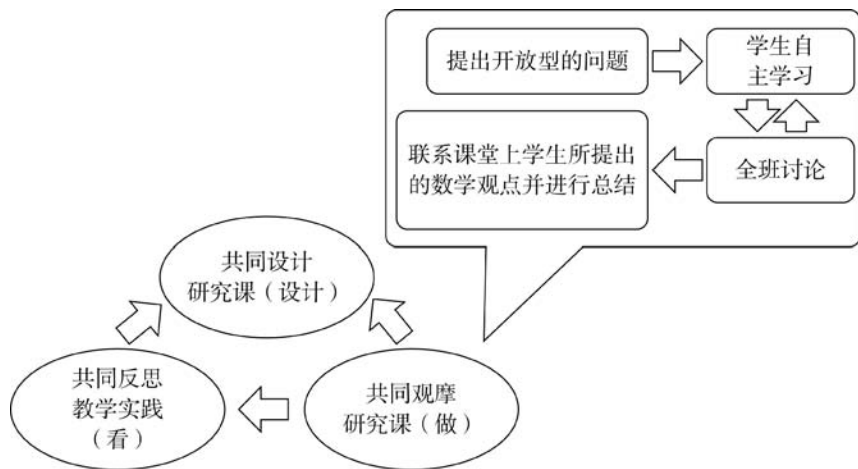 提出开放型的问题
学生自
主学习
联系课堂上学生所提出
的数学观点并进行总结
全班讨论
共同设计
研究课（设计）
共同反思
教学实践
（看）
共同观摩
研究课（做）